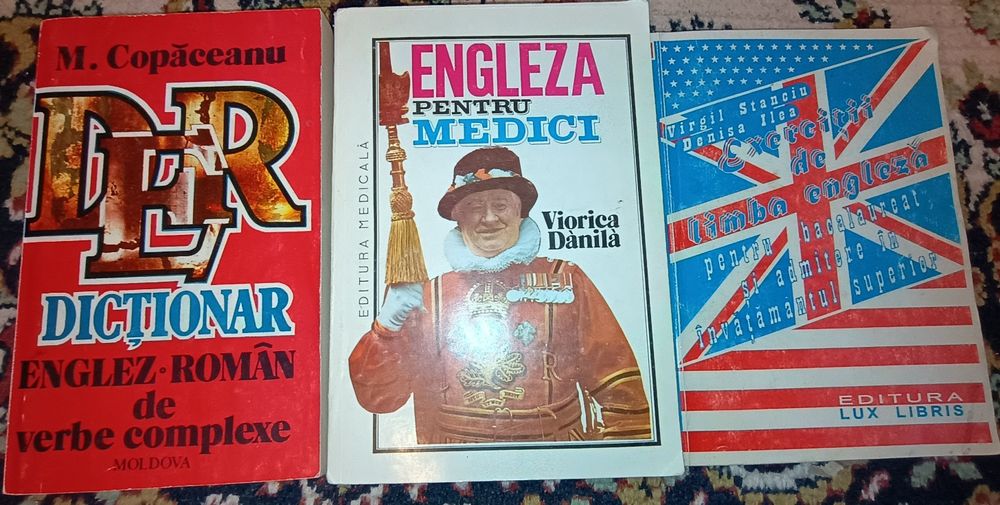 M. Copăceanu
DER
DICȚIONAR
ENGLEZ·ROMÂN
de
verbe complexe
MOLDOVA
ENGLEZA
PENTRU
MEDICI
EDITURA MEDICALĂ
Viorica
Dănilă
Virgil Stanciu
Denisa Ilea
Exerciții
de
limba engleză
pentru bacalaureat
și admitere în
învățământul superior
EDITURA
LUX LIBRIS